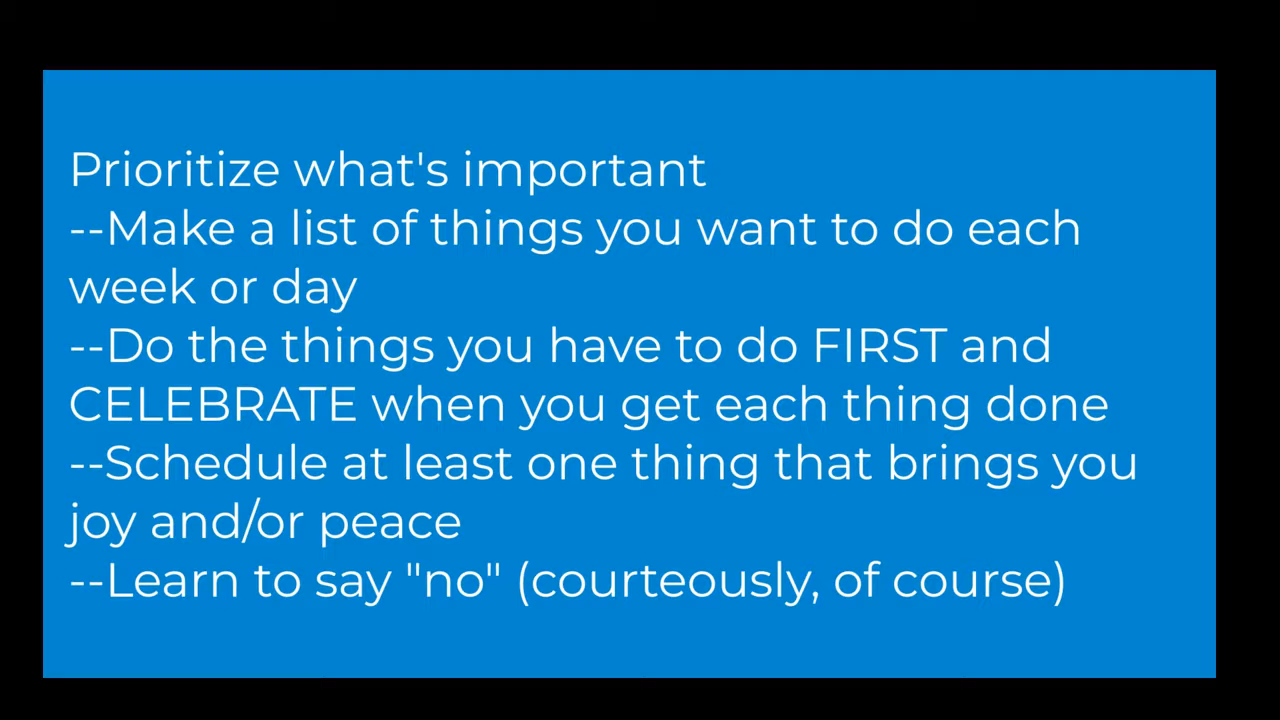 Prioritize what's important
--Make a list of things you want to do each
week or day
--Do the things you have to do FIRST and
CELEBRATE when you get each thing done
--Schedule at least one thing that brings you
joy and/or peace
--Learn to say "no" (courteously, of course)